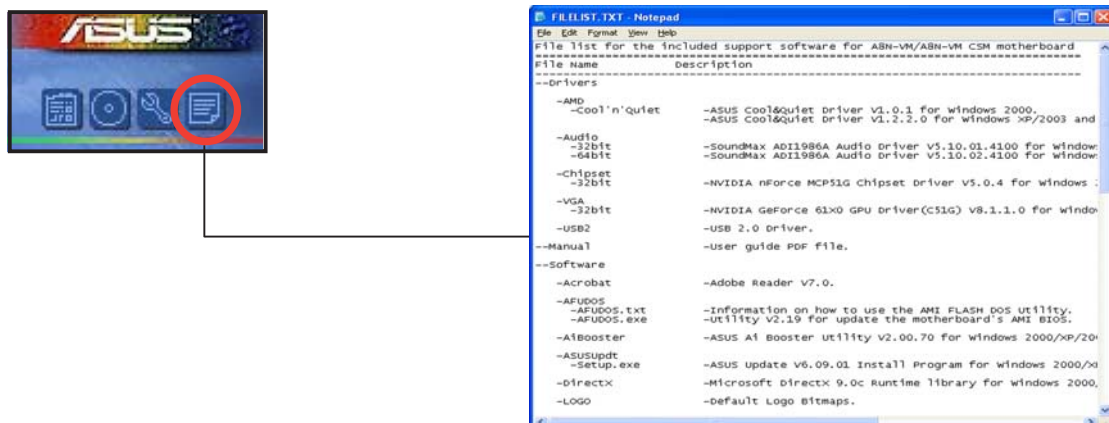 ASUS
FILELIST.TXT - Notepad
File Edit Format View Help
File list for the included support software for A8N-VM/A8N-VM CSM motherboard
================================================================
File Name Description
================================================================
--Drivers
-AMD
-Cool'n'Quiet -ASUS Cool&Quiet Driver V1.0.1 for Windows 2000.
-ASUS Cool&Quiet Driver V1.2.2.0 for Windows XP/2003 and
-Audio
-32bit -SoundMax ADI1986A Audio Driver V5.10.01.4100 for Window
-64bit -SoundMax ADI1986A Audio Driver V5.10.02.4100 for Window
-Chipset
-32bit -NVIDIA nForce MCP51G Chipset Driver V5.0.4 for Windows
-VGA
-32bit -NVIDIA GeForce 61X0 GPU Driver(C51G) V8.1.1.0 for Windo
-USB2 -USB 2.0 Driver.
--Manual -User guide PDF file.
--Software
-Acrobat -Adobe Reader V7.0.
-AFUDOS
-AFUDOS.txt -Information on how to use the AMI FLASH DOS Utility.
-AFUDOS.exe -Utility V2.19 for update the motherboard's AMI BIOS.
-AiBooster -ASUS Ai Booster Utility V2.00.70 for Windows 2000/XP/20
-ASUSUpdt
-Setup.exe -ASUS Update V6.09.01 Install Program for Windows 2000/X
-DirectX -Microsoft DirectX 9.0c Runtime library for Windows 2000,
-LOGO -Default Logo Bitmaps.